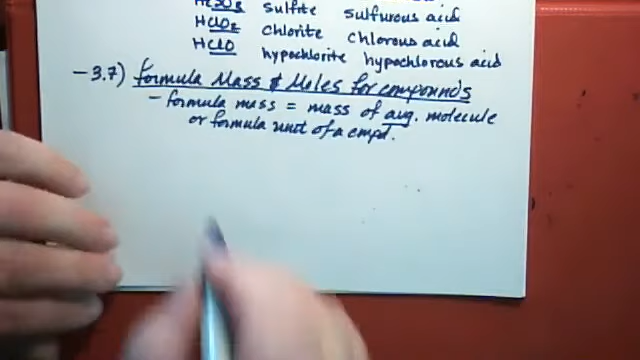 H2SO3 sulfite sulfurous acid
HClO2 chlorite chlorous acid
HClO hypochlorite hypochlorous acid
- 3.7) Formula Mass & Moles for compounds
- formula mass = mass of avg. molecule
or formula unit of a cmpd.